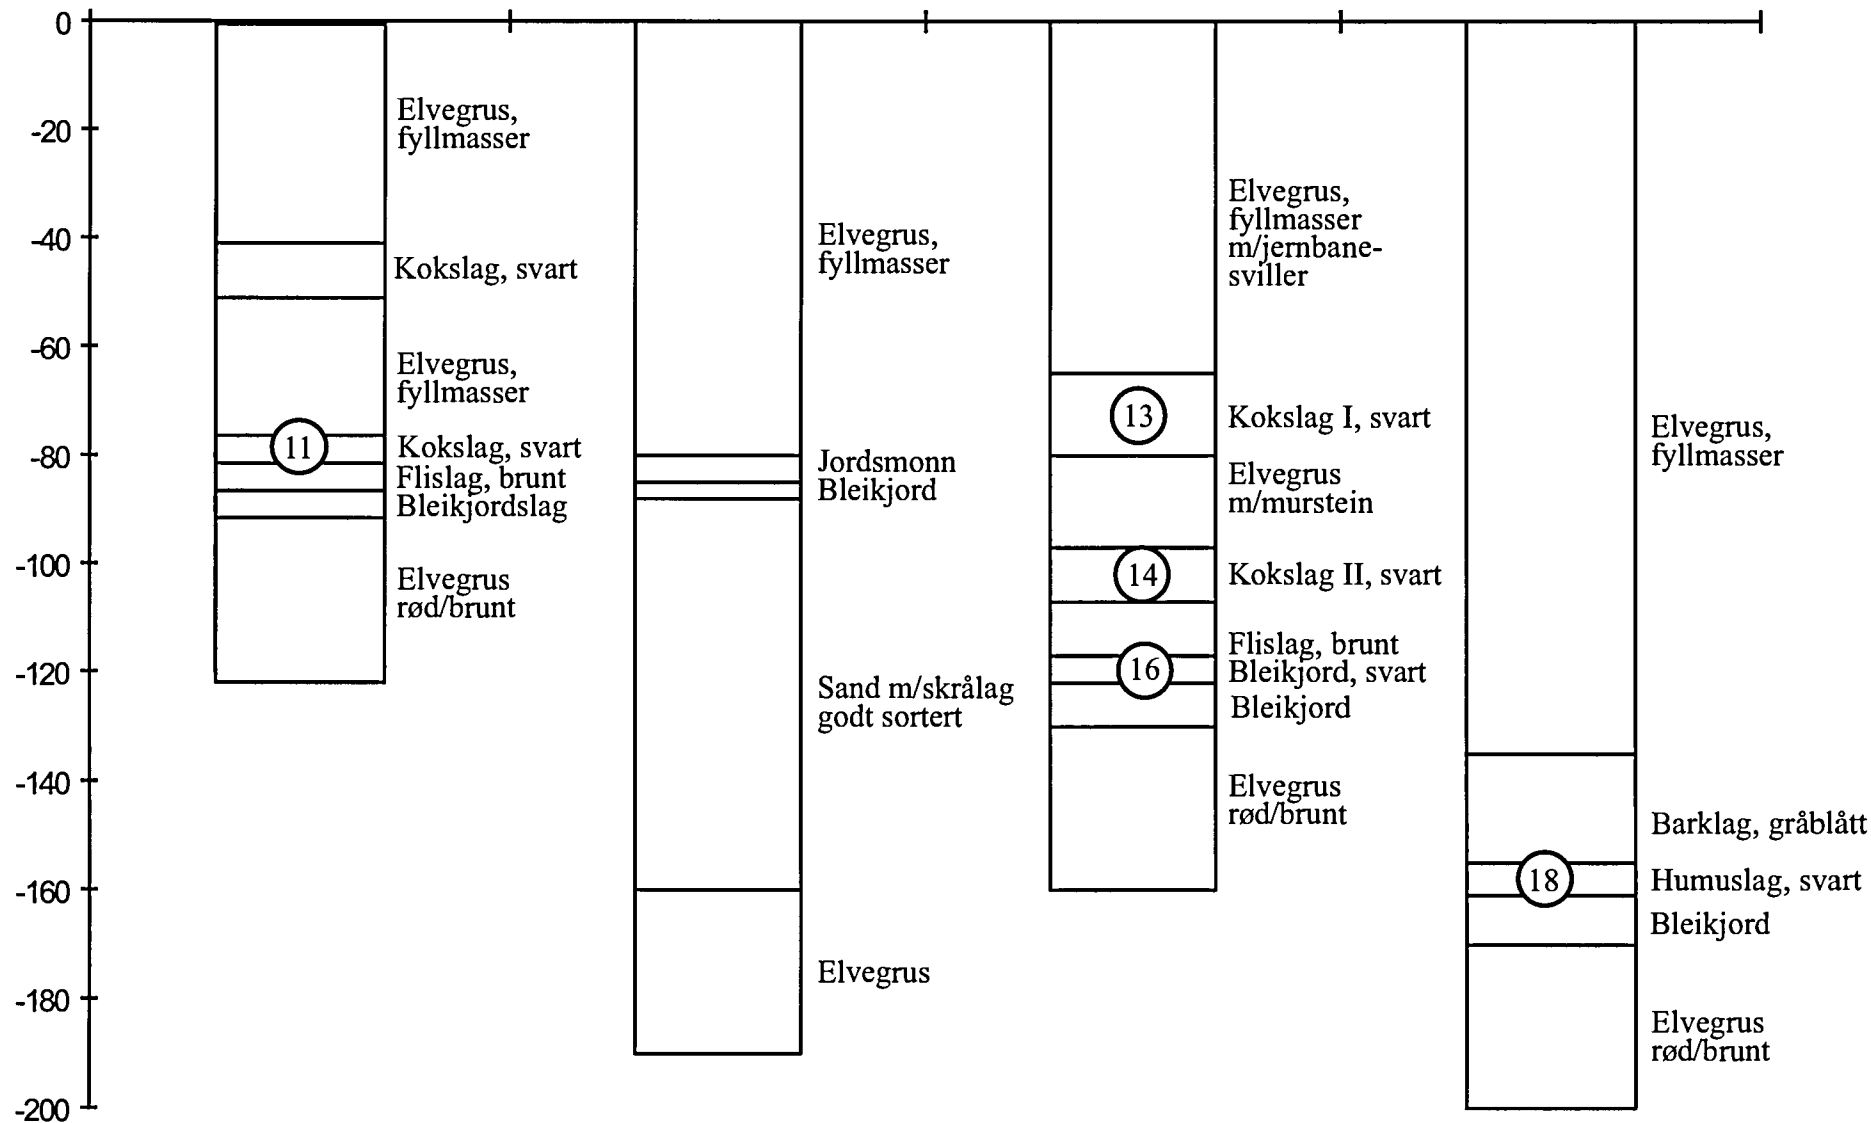 0
-20
-40
-60
-80
-100
-120
-140
-160
-180
-200
Elvegrus,
fyllmasser
Kokslag, svart
Elvegrus,
fyllmasser
11
Kokslag, svart
Flislag, brunt
Bleikjordslag
Elvegrus
rød/brunt
Elvegrus,
fyllmasser
Jordsmonn
Bleikjord
Sand m/skrålag
godt sortert
Elvegrus
Elvegrus,
fyllmasser
m/jernbane-
sviller
13
Kokslag I, svart
Elvegrus
m/murstein
14
Kokslag II, svart
Flislag, brunt
16
Bleikjord, svart
Bleikjord
Elvegrus
rød/brunt
Elvegrus,
fyllmasser
Barklag, gråblått
18
Humuslag, svart
Bleikjord
Elvegrus
rød/brunt